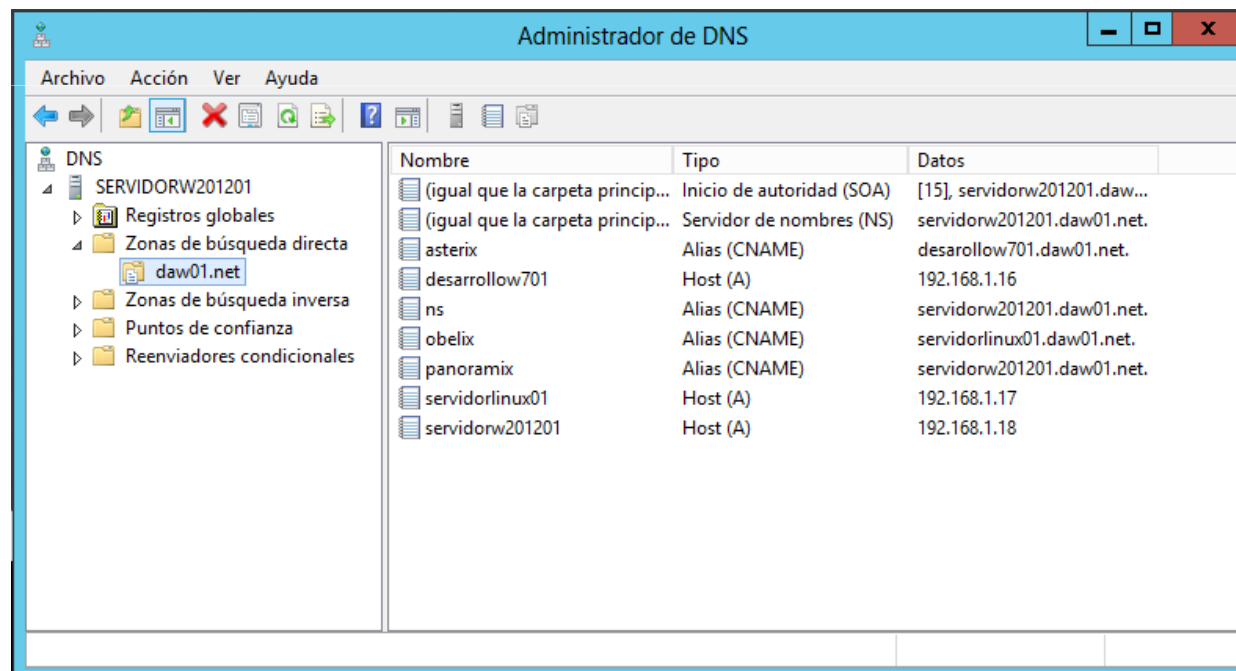 Administrador de DNS
Archivo Acción Ver Ayuda
DNS
SERVIDORW201201
Registros globales
Zonas de búsqueda directa
daw01.net
Zonas de búsqueda inversa
Puntos de confianza
Reenviadores condicionales
Nombre Tipo Datos
(igual que la carpeta princip... Inicio de autoridad (SOA) [15], servidorw201201.daw...
(igual que la carpeta princip... Servidor de nombres (NS) servidorw201201.daw01.net.
asterix Alias (CNAME) desarollow701.daw01.net.
desarrollow701 Host (A) 192.168.1.16
ns Alias (CNAME) servidorw201201.daw01.net.
obelix Alias (CNAME) servidorlinux01.daw01.net.
panoramix Alias (CNAME) servidorw201201.daw01.net.
servidorlinux01 Host (A) 192.168.1.17
servidorw201201 Host (A) 192.168.1.18